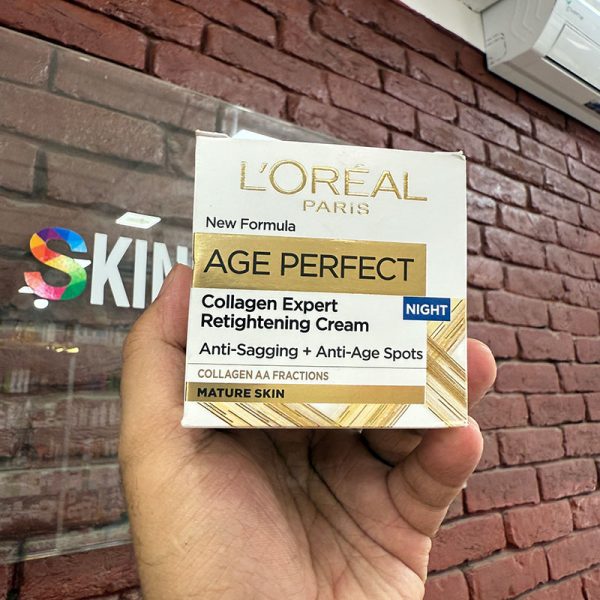 L'ORÉAL
PARIS
New Formula
AGE PERFECT
Collagen Expert
Retightening Cream
NIGHT
Anti-Sagging + Anti-Age Spots
COLLAGEN AA FRACTIONS
MATURE SKIN
SKIN